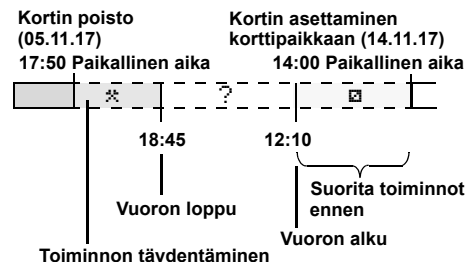 Kortin poisto
(05.11.17)
17:50 Paikallinen aika
Kortin asettaminen
korttipaikkaan (14.11.17)
14:00 Paikallinen aika
?
18:45
12:10
Suorita toiminnot
ennen
Vuoron loppu
Vuoron alku
Toiminnon täydentäminen